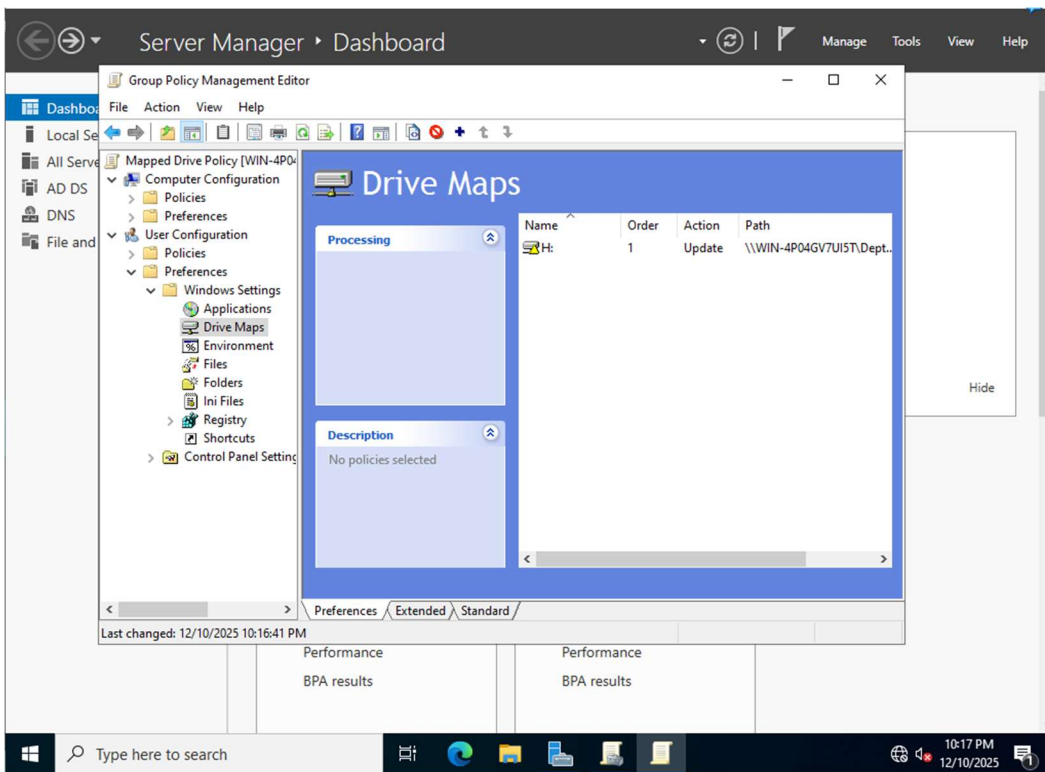 Server Manager ‣ Dashboard
Manage Tools View Help
Group Policy Management Editor
File Action View Help
Dashboa
Local Se
All Serve
AD DS
DNS
File and
Mapped Drive Policy [WIN-4P04
Computer Configuration
Policies
Preferences
User Configuration
Policies
Preferences
Windows Settings
Applications
Drive Maps
Environment
Files
Folders
Ini Files
Registry
Shortcuts
Control Panel Setting
Drive Maps
Processing
Description
No policies selected
Name Order Action Path
H: 1 Update \\WIN-4P04GV7UI5T\Dept..
Hide
Preferences Extended Standard
Last changed: 12/10/2025 10:16:41 PM
Performance
BPA results
Performance
BPA results
Type here to search
10:17 PM
12/10/2025
1